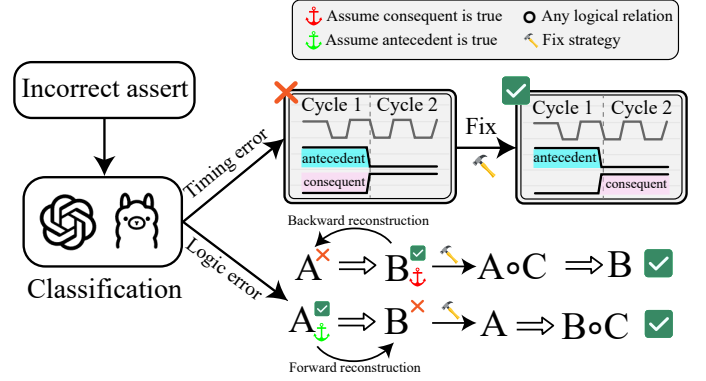 Assume consequent is true
Any logical relation
Assume antecedent is true
Fix strategy
Incorrect assert
Classification
Timing error
Logic error
Cycle 1 Cycle 2
antecedent
consequent
Fix
Cycle 1 Cycle 2
antecedent
consequent
Backward reconstruction
A ⟹ B → A∘C ⟹ B
A ⟹ B → A ⟹ B∘C
Forward reconstruction